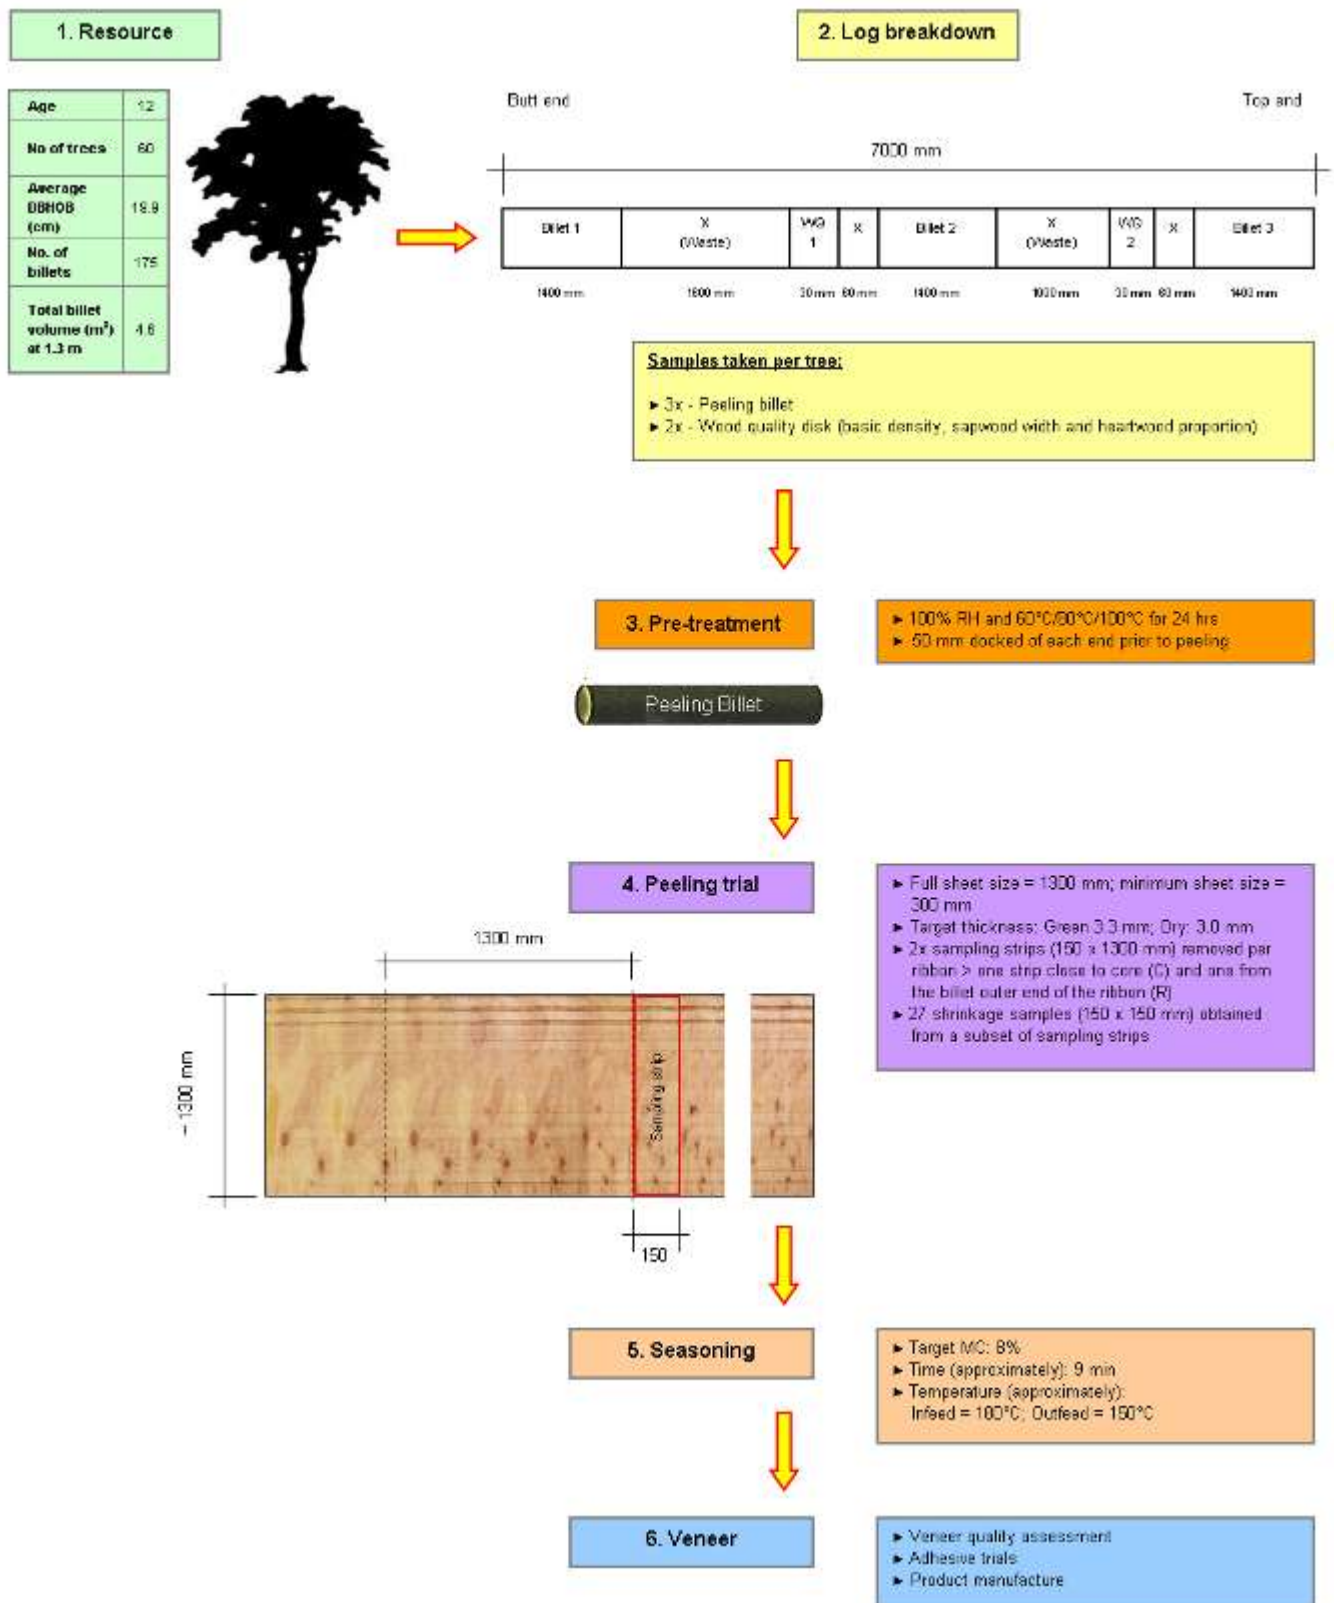 1. Resource
2. Log breakdown
Age 12
No of trees 60
Average
DBHOB
(cm) 19.9
No. of
billets 175
Total billet
volume (m³)
at 1.3 m 4.6
Butt end
Top end
7000 mm
Billet 1
X
(Waste)
WQ
1
X
Billet 2
X
(Waste)
WQ
2
X
Billet 3
1400 mm
30 mm
60 mm
1400 mm
30 mm
60 mm
1400 mm
Samples taken per tree:
► 3x - Peeling billet
► 2x - Wood quality disk (basic density, sapwood width and heartwood proportion)
3. Pre-treatment
► 100% RH and 60°C/80°C/100°C for 24 hrs
► 50 mm docked of each end prior to peeling
Peeling Billet
4. Peeling trial
► Full sheet size = 1300 mm; minimum sheet size =
300 mm
► Target thickness: Green 3.3 mm; Dry: 3.0 mm
► 2x sampling strips (150 x 1300 mm) removed per
ribbon > one strip close to core (C) and one from
the billet outer end of the ribbon (R)
► 27 shrinkage samples (150 x 150 mm) obtained
from a subset of sampling strips
1300 mm
~1300 mm
Sampling strip
150
5. Seasoning
► Target MC: 8%
► Time (approximately): 9 min
► Temperature (approximately):
Infeed = 180°C; Outfeed = 150°C
6. Veneer
► Veneer quality assessment
► Adhesive trials
► Product manufacture